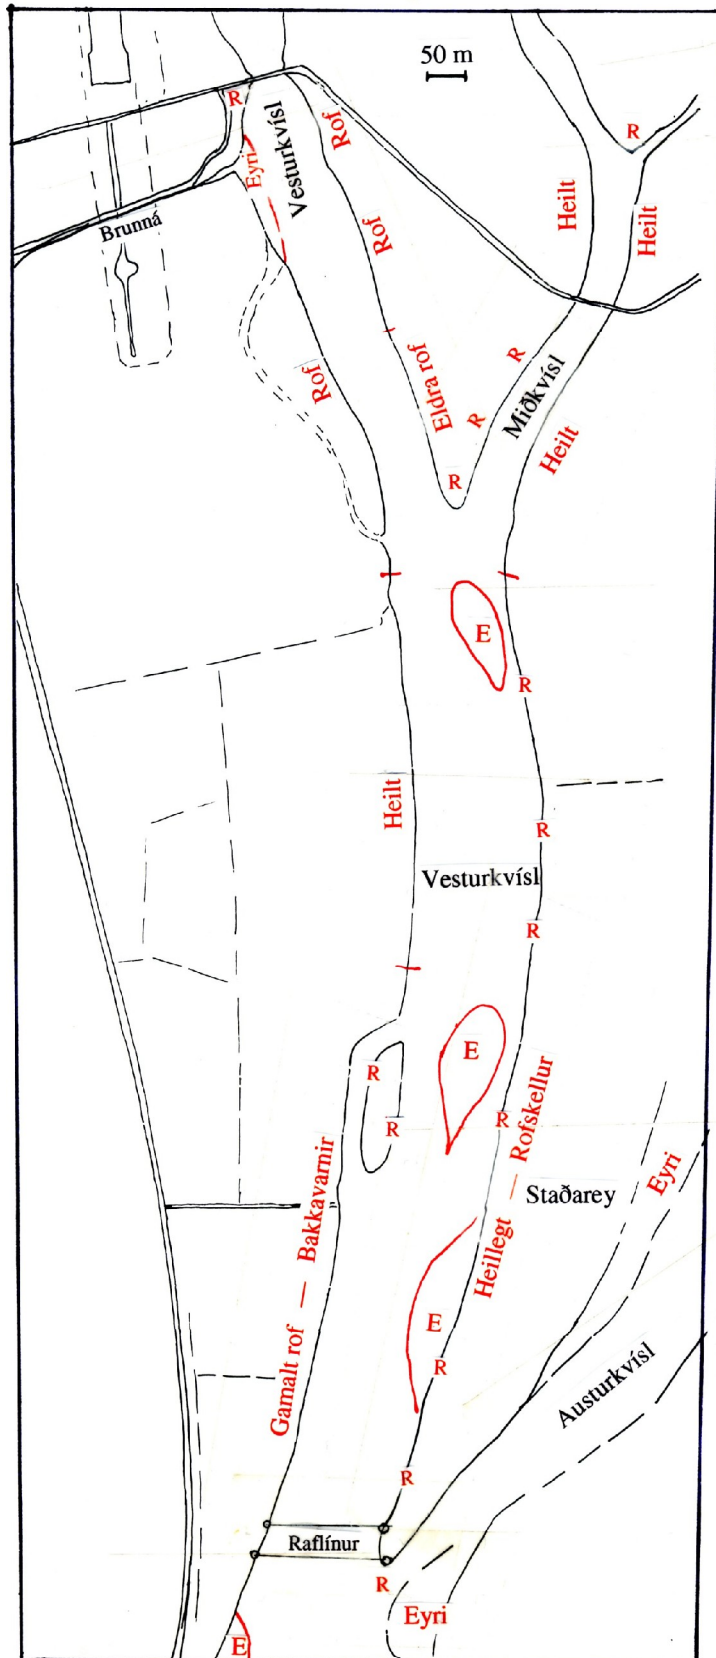 50 m
R
R
Rof
Vesturkvísl
Eyri
Heilt
Heilt
Brunná
Rof
R
Rof
Eldra rof
Miðkvísl
R
Heilt
R
E
R
Heilt
R
Vesturkvísl
R
E
R
R
R
Rofskellur
Heillegt —
Bakkavarnir
Gamalt rof —
Staðarey
Eyri
E
R
Austurkvísl
R
Raflínur
R
Eyri
E